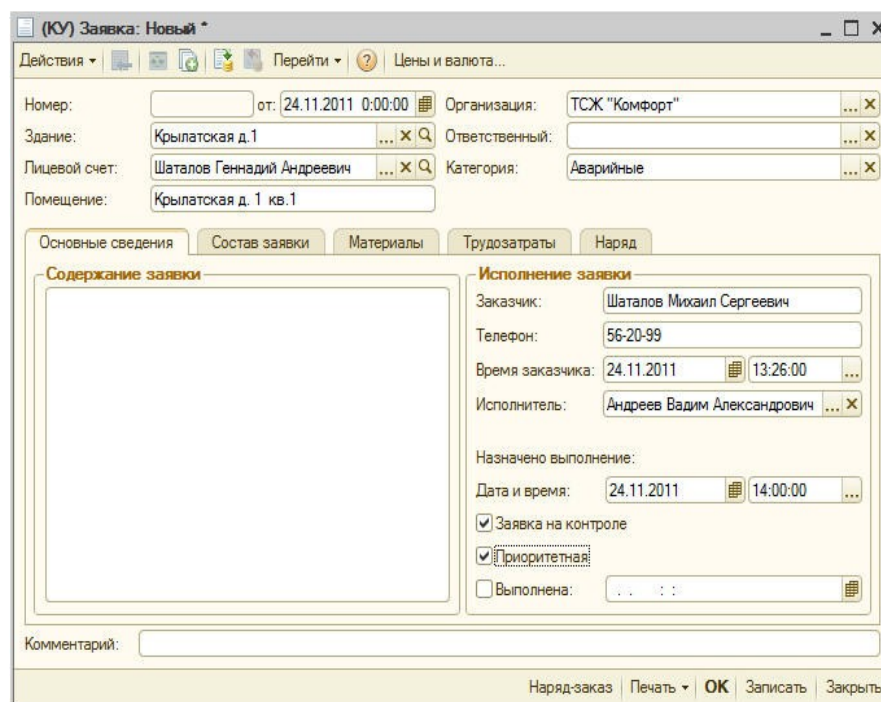 (КУ) Заявка: Новый *
Действия Перейти Цены и валюта...
Номер: от: 24.11.2011 0:00:00 Организация: ТСЖ "Комфорт"
Здание: Крылатская д.1 Ответственный:
Лицевой счет: Шаталов Геннадий Андреевич Категория: Аварийные
Помещение: Крылатская д. 1 кв.1
Основные сведения Состав заявки Материалы Трудозатраты Наряд
Содержание заявки Исполнение заявки
Заказчик: Шаталов Михаил Сергеевич
Телефон: 56-20-99
Время заказчика: 24.11.2011 13:26:00
Исполнитель: Андреев Вадим Александрович
Назначено выполнение:
Дата и время: 24.11.2011 14:00:00
Заявка на контроле
Приоритетная
Выполнена: . . : :
Комментарий:
Наряд-заказ Печать OK Записать Закрыть